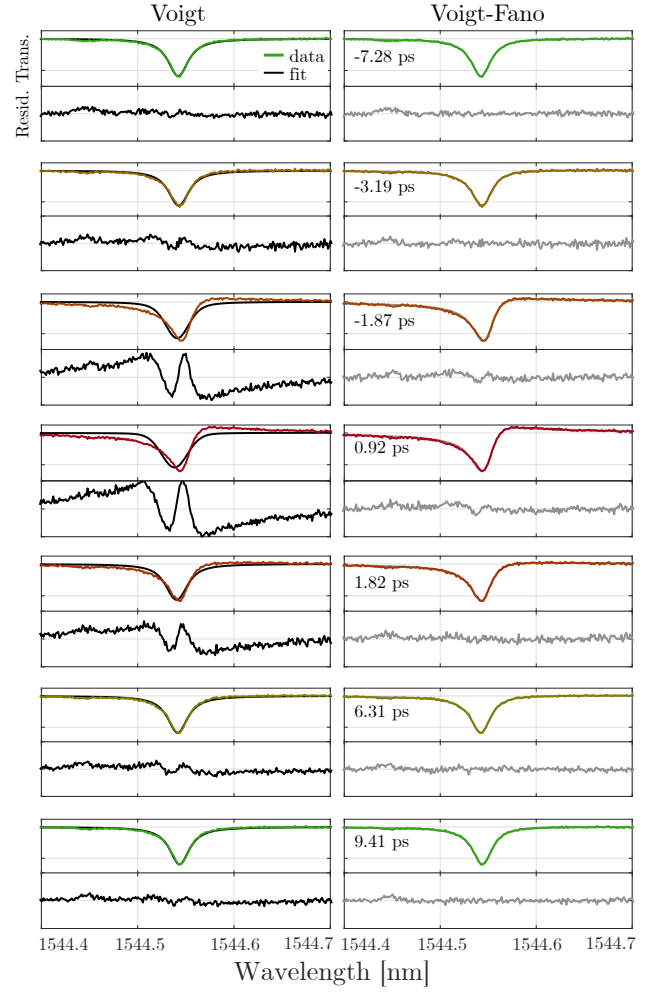 Voigt
Voigt-Fano
Trans.
Resid.
data
fit
-7.28 ps
-3.19 ps
-1.87 ps
0.92 ps
1.82 ps
6.31 ps
9.41 ps
1544.4 1544.5 1544.6 1544.7 1544.4 1544.5 1544.6 1544.7
Wavelength [nm]